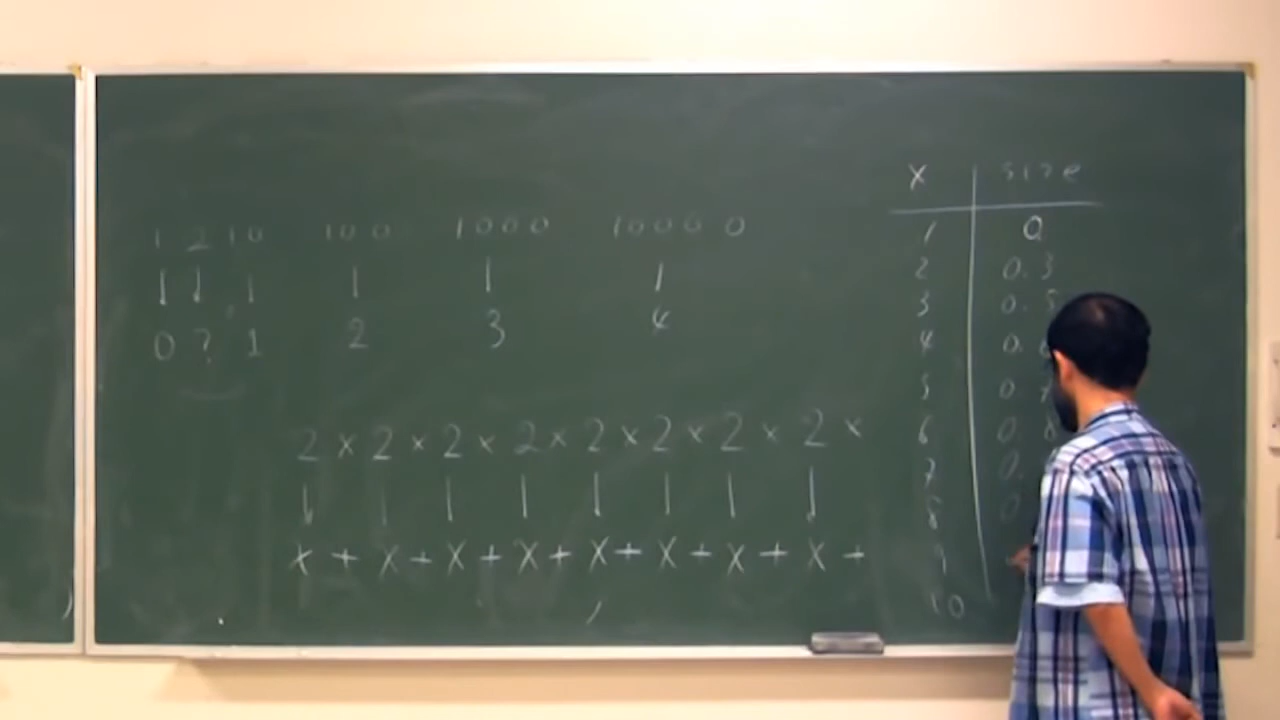 1 2 10 100 1000 10000
0 ? 1 2 3 4
2 × 2 × 2 × 2 × 2 × 2 × 2 × 2 ×
x + x + x + x + x + x + x + x +
x size
1 0
2 0.3
3 0.5
4 0.
5 0
6 0 8
7 0.
8 0
9
10